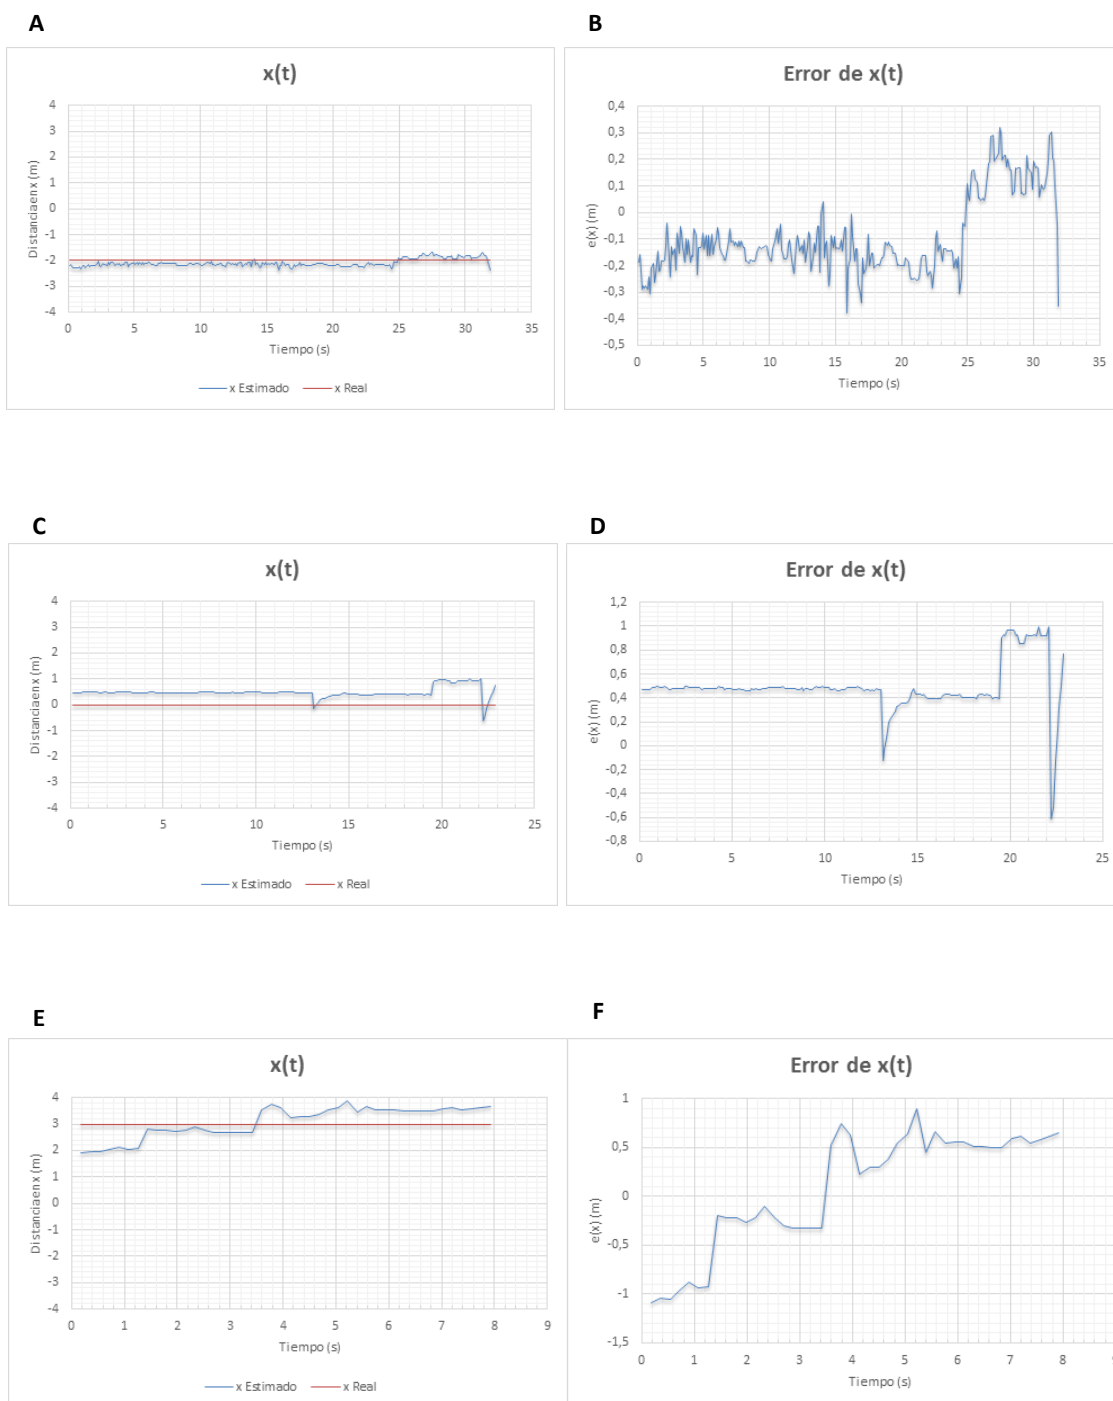 A
B
x(t)
Error de x(t)
Distancia en x (m)
4
3
2
1
0
-1
-2
-3
-4
0 5 10 15 20 25 30 35
Tiempo (s)
x Estimado x Real
e(x) (m)
0,4
0,3
0,2
0,1
0
-0,1
-0,2
-0,3
-0,4
-0,5
0 5 10 15 20 25 30 35
Tiempo (s)
C
D
x(t)
Error de x(t)
Distancia en x (m)
4
3
2
1
0
-1
-2
-3
-4
0 5 10 15 20 25
Tiempo (s)
x Estimado x Real
e(x) (m)
1,2
1
0,8
0,6
0,4
0,2
0
-0,2
-0,4
-0,6
-0,8
0 5 10 15 20 25
Tiempo (s)
E
F
x(t)
Error de x(t)
Distancia en x (m)
4
3
2
1
0
-1
-2
-3
-4
0 1 2 3 4 5 6 7 8 9
Tiempo (s)
x Estimado x Real
e(x) (m)
1
0,5
0
-0,5
-1
-1,5
0 1 2 3 4 5 6 7 8 9
Tiempo (s)